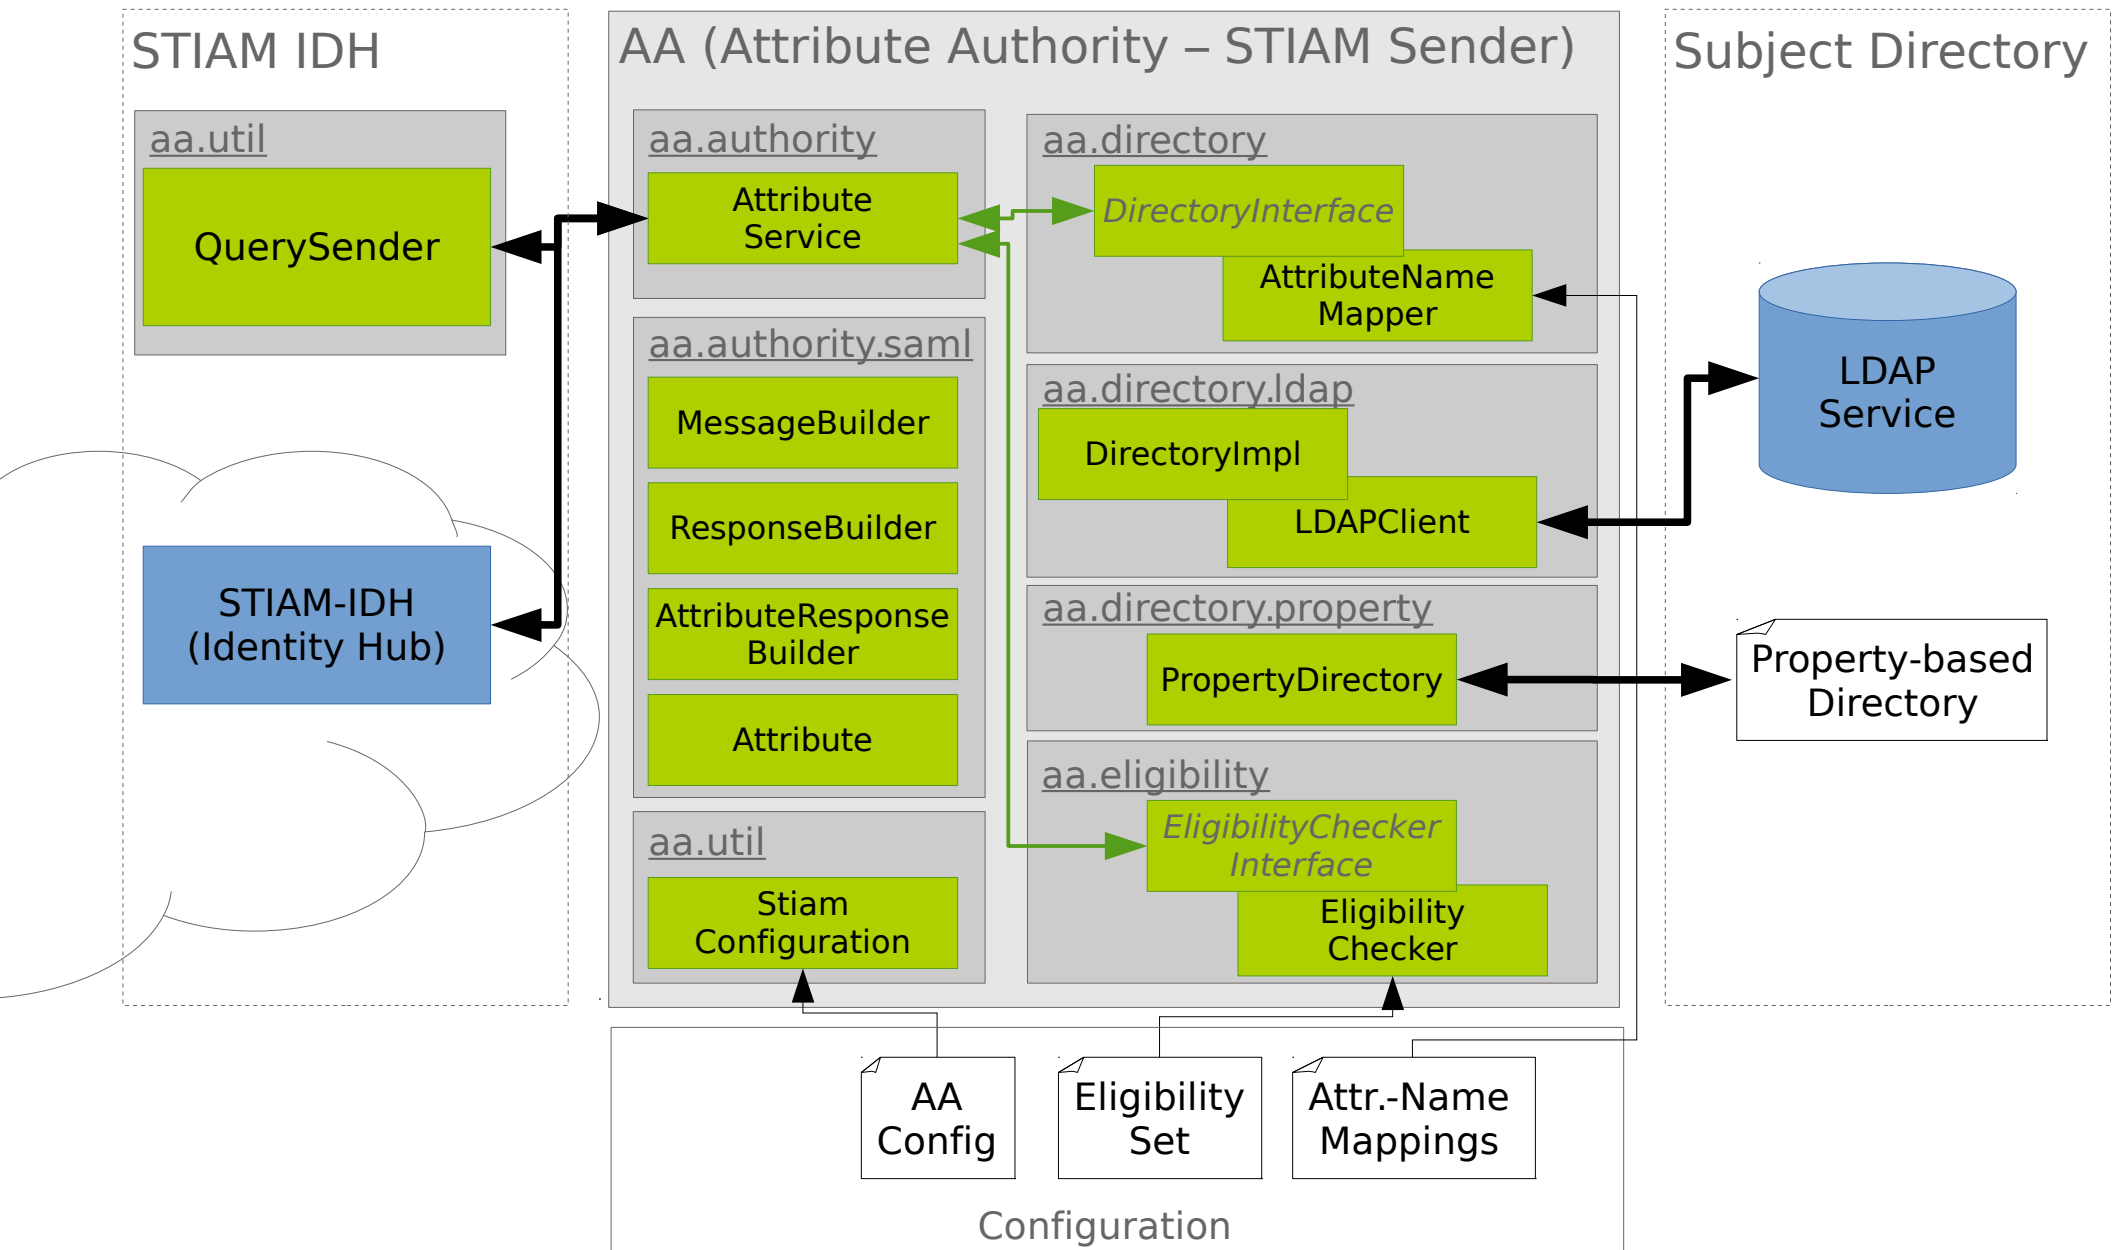 STIAM IDH
aa.util
QuerySender
STIAM-IDH
(Identity Hub)
AA (Attribute Authority – STIAM Sender)
aa.authority
Attribute
Service
aa.authority.saml
MessageBuilder
ResponseBuilder
AttributeResponse
Builder
Attribute
aa.util
Stiam
Configuration
aa.directory
DirectoryInterface
AttributeName
Mapper
aa.directory.ldap
DirectoryImpl
LDAPClient
aa.directory.property
PropertyDirectory
aa.eligibility
EligibilityChecker
Interface
Eligibility
Checker
Subject Directory
LDAP
Service
Property-based
Directory
AA
Config
Eligibility
Set
Attr.-Name
Mappings
Configuration